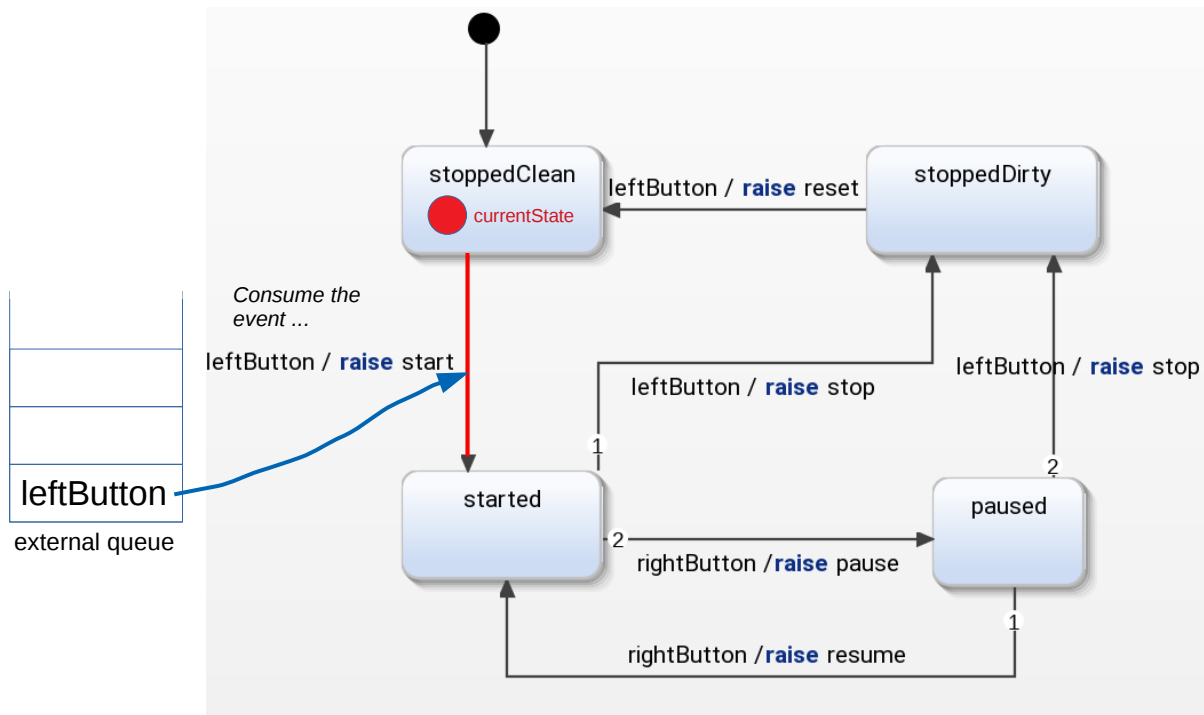 stoppedClean
currentState
leftButton / raise reset
stoppedDirty
Consume the
event ...
leftButton / raise start
leftButton / raise stop
leftButton / raise stop
1
2
leftButton
external queue
started
2
rightButton /raise pause
paused
1
rightButton /raise resume